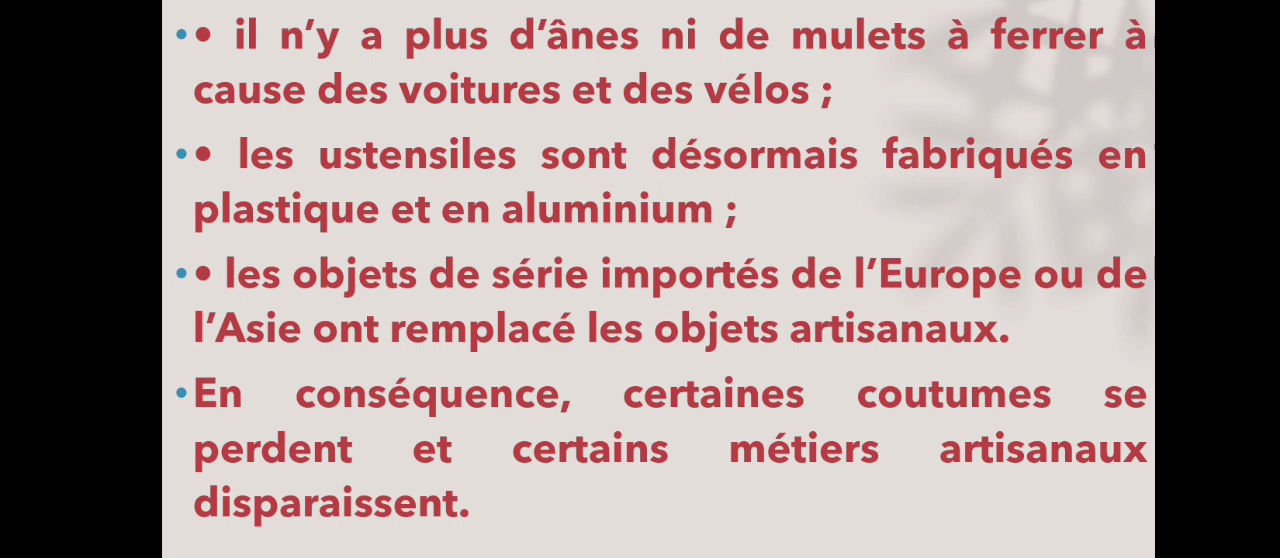 • • il n’y a plus d’ânes ni de mulets à ferrer à
cause des voitures et des vélos ;
• • les ustensiles sont désormais fabriqués en
plastique et en aluminium ;
• • les objets de série importés de l’Europe ou de
l’Asie ont remplacé les objets artisanaux.
• En conséquence, certaines coutumes se
perdent et certains métiers artisanaux
disparaissent.